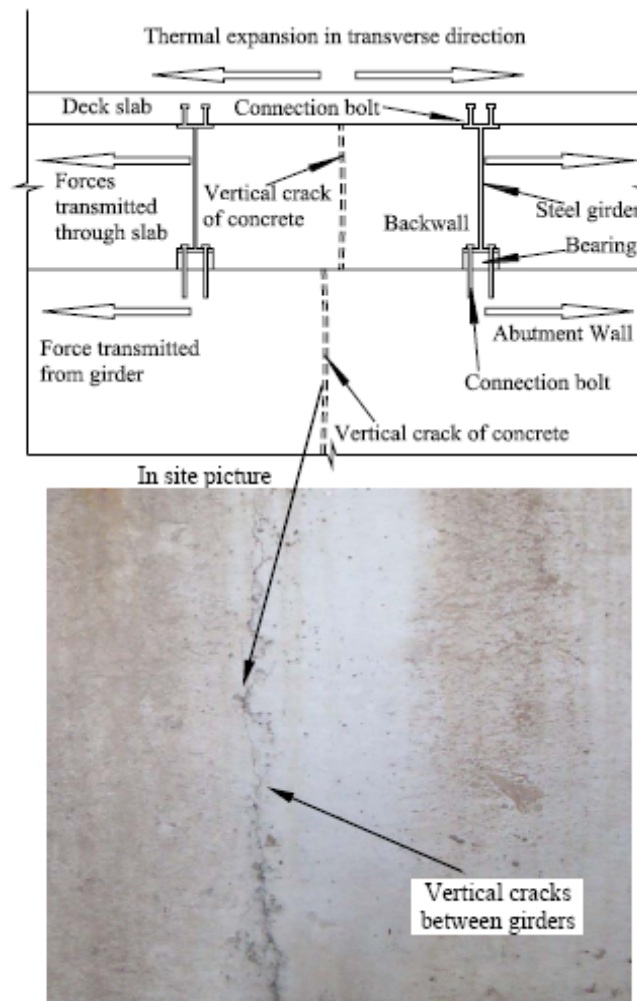 Thermal expansion in transverse direction
Deck slab
Connection bolt
Forces
transmitted
through slab
Vertical crack
of concrete
Backwall
Steel girder
Bearing
Force transmitted
from girder
Abutment Wall
Connection bolt
Vertical crack of concrete
In site picture
Vertical cracks
between girders